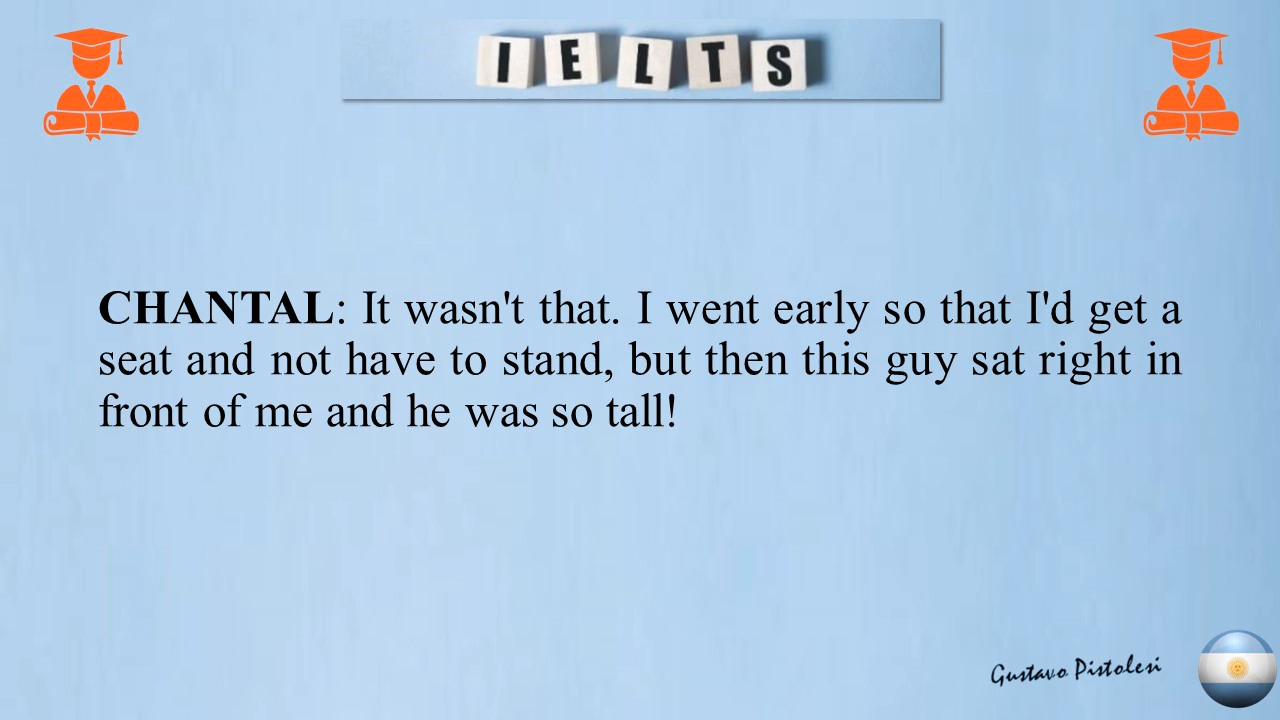 IELTS
CHANTAL: It wasn't that. I went early so that I'd get a
seat and not have to stand, but then this guy sat right in
front of me and he was so tall!
Gustavo Pistolesi